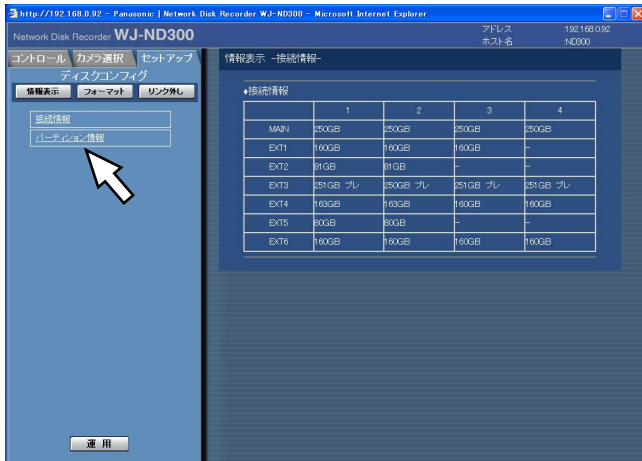 http://192.168.0.92 - Panasonic | Network Disk Recorder WJ-ND300 - Microsoft Internet Explorer
Network Disk Recorder WJ-ND300
アドレス :192.168.0.92
ホスト名 :ND300
コントロール カメラ選択 セットアップ
ディスクコンフィグ
情報表示 フォーマット リンク外し
接続情報
パーティション情報
運用
情報表示 -接続情報-
◆接続情報
1 2 3 4
MAIN 250GB 250GB 250GB 250GB
EXT1 160GB 160GB 160GB -
EXT2 81GB 81GB - -
EXT3 251GB プレ 250GB プレ 251GB プレ 251GB プレ
EXT4 163GB 163GB 160GB 160GB
EXT5 80GB 80GB - -
EXT6 160GB 160GB 160GB 160GB